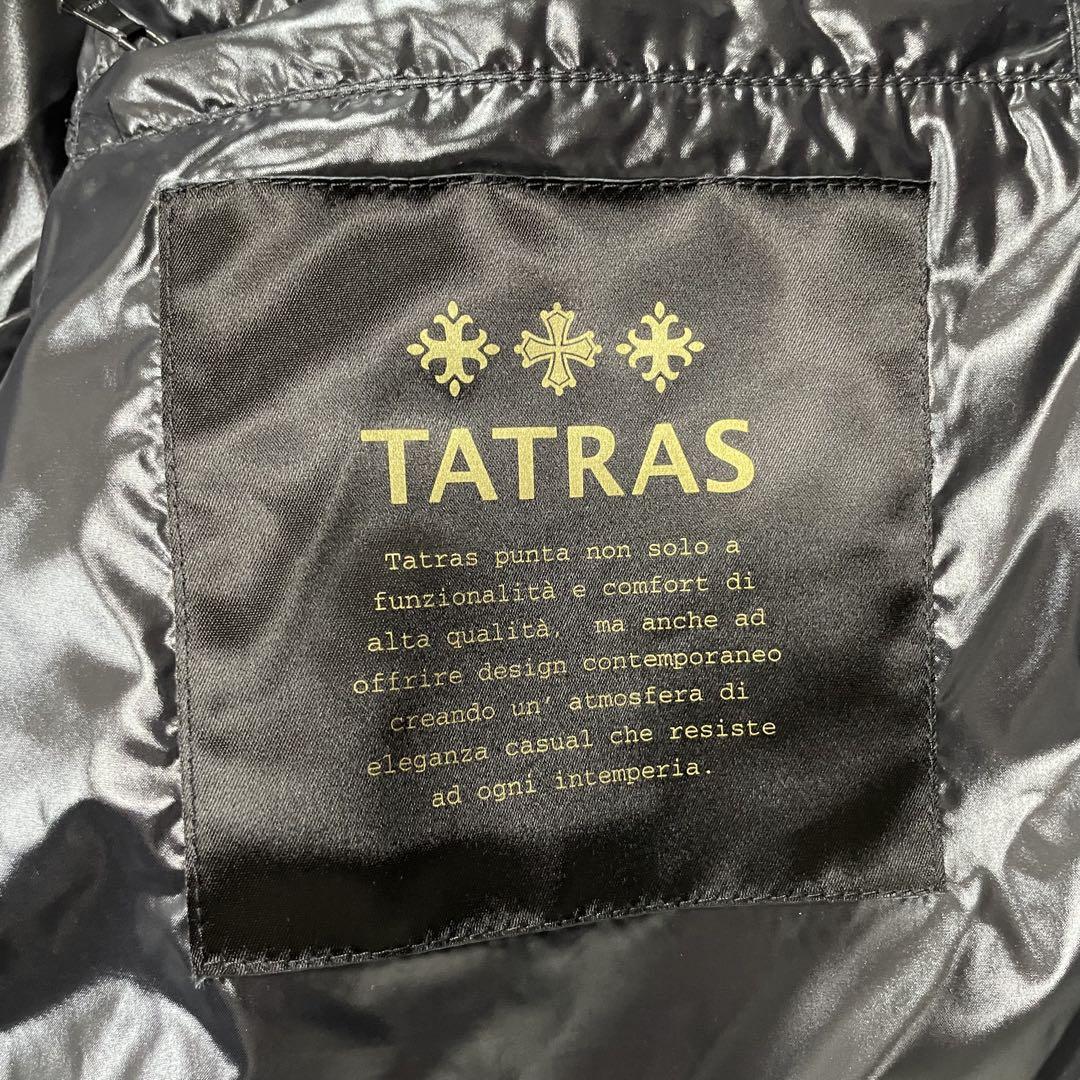 TATRAS
Tatras punta non solo a
funzionalità e comfort di
alta qualità, ma anche ad
offrire design contemporaneo
creando un' atmosfera di
eleganza casual che resiste
ad ogni intemperia.